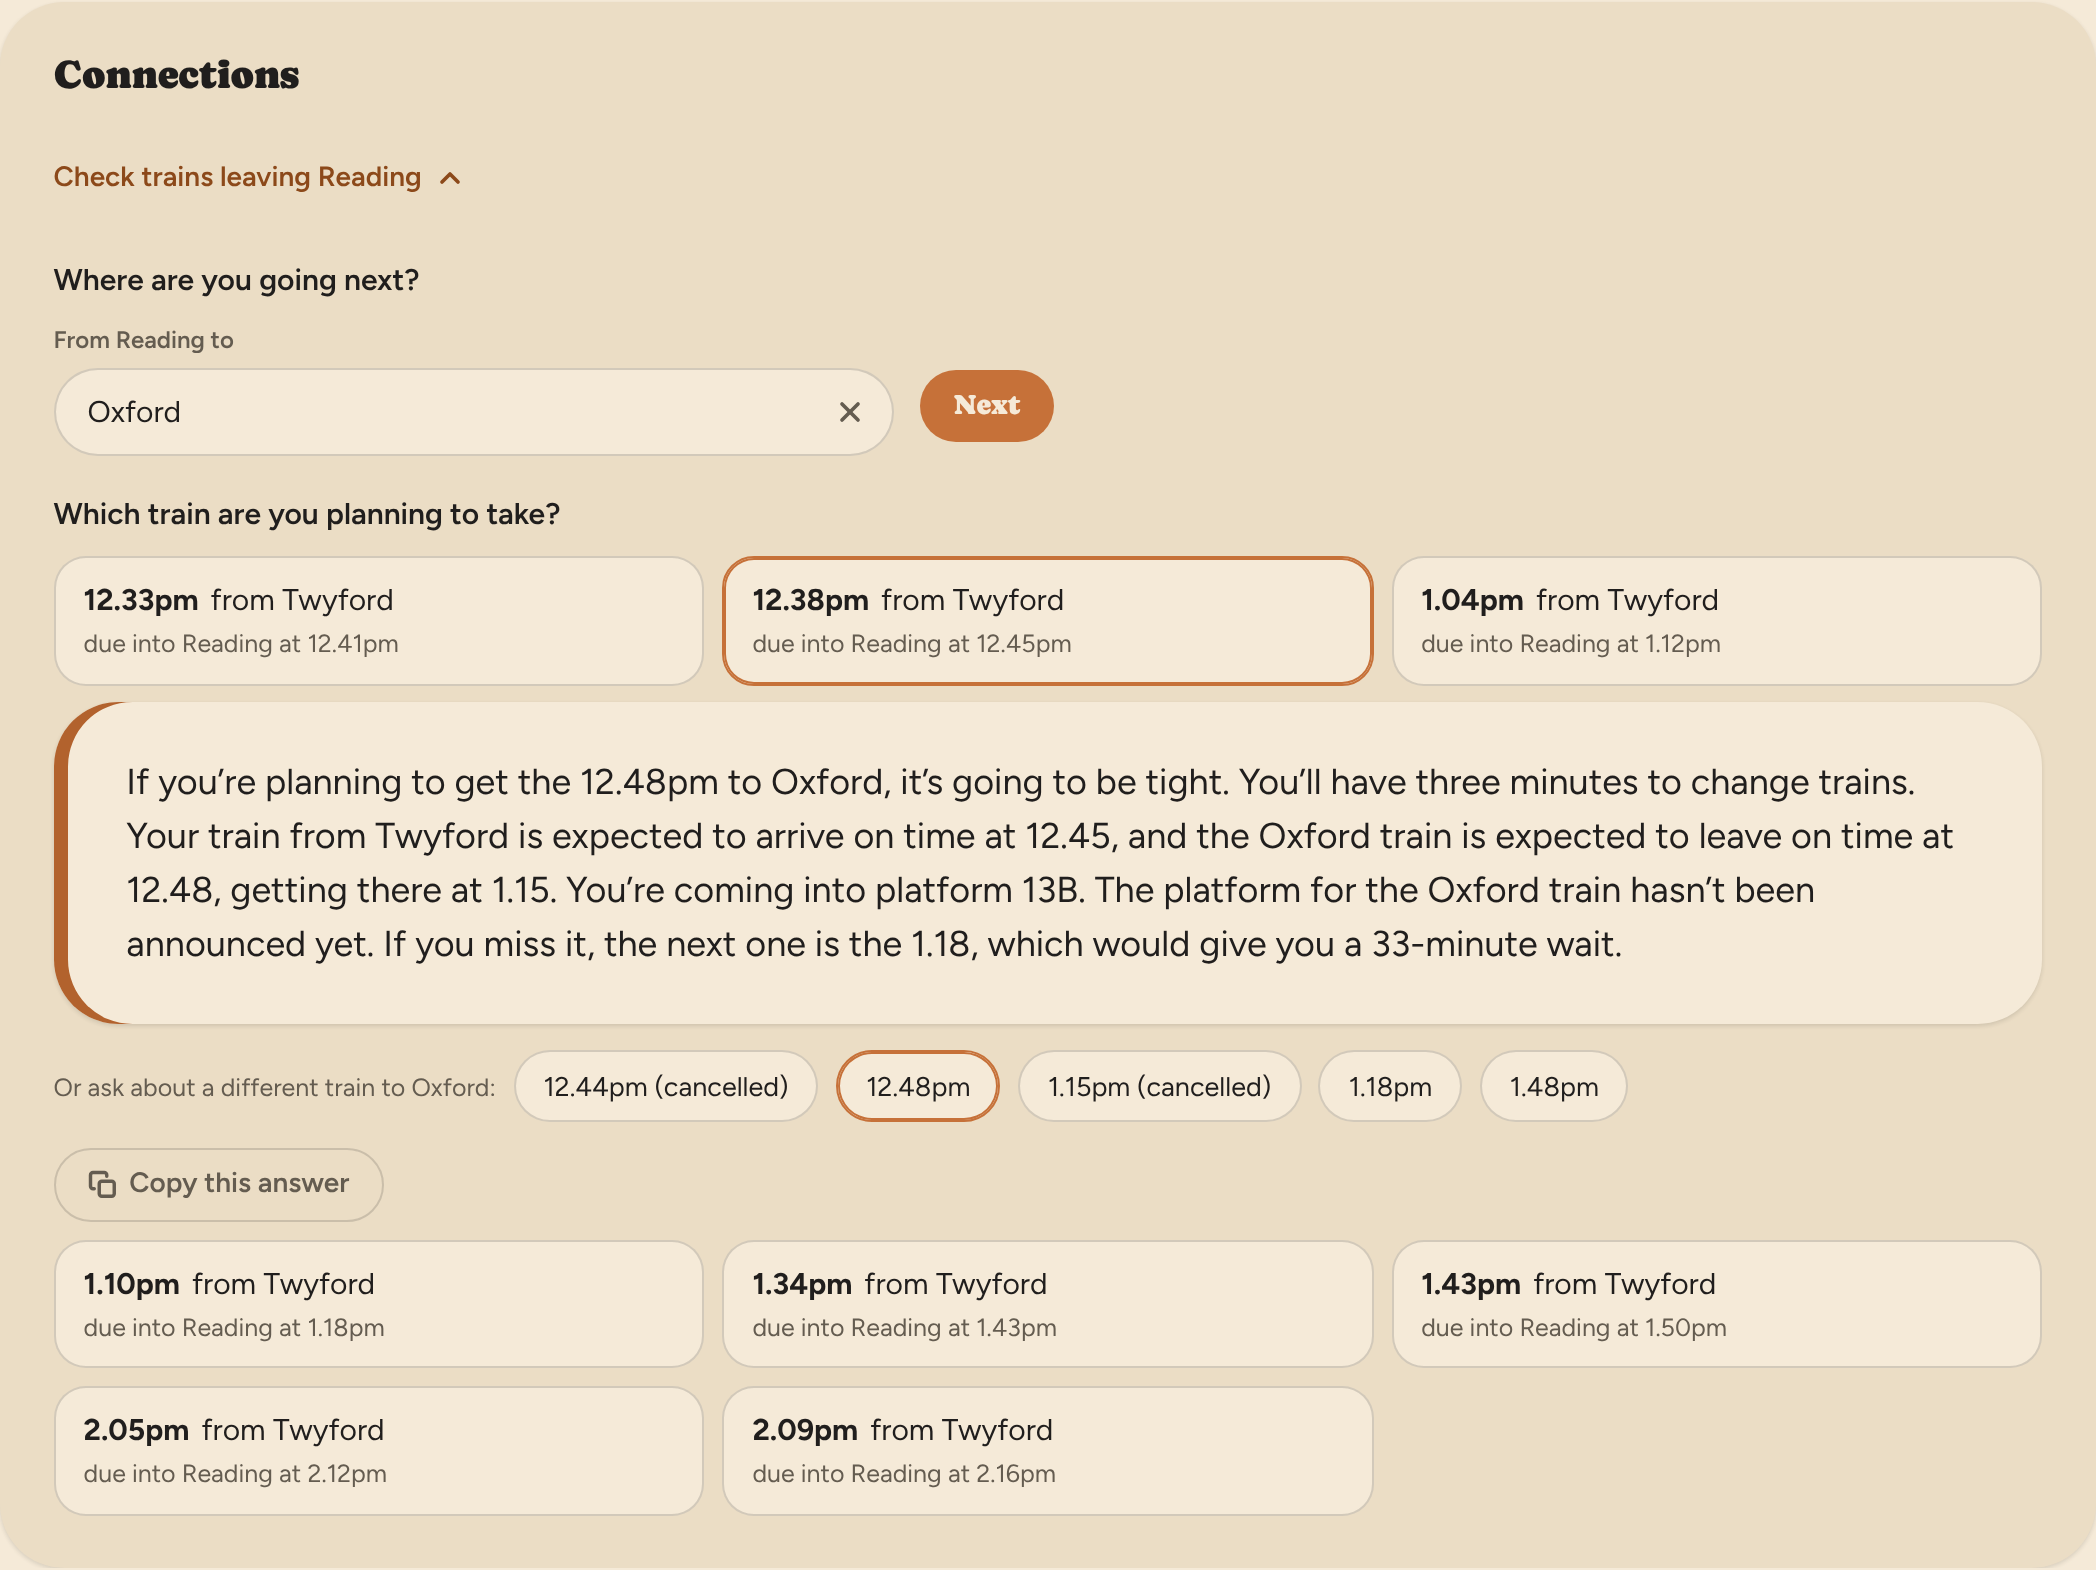 Connections
Check trains leaving Reading
Where are you going next?
From Reading to
Oxford
Next
Which train are you planning to take?
12.33pm from Twyford
due into Reading at 12.41pm
12.38pm from Twyford
due into Reading at 12.45pm
1.04pm from Twyford
due into Reading at 1.12pm
If you’re planning to get the 12.48pm to Oxford, it’s going to be tight. You’ll have three minutes to change trains.
Your train from Twyford is expected to arrive on time at 12.45, and the Oxford train is expected to leave on time at
12.48, getting there at 1.15. You’re coming into platform 13B. The platform for the Oxford train hasn’t been
announced yet. If you miss it, the next one is the 1.18, which would give you a 33-minute wait.
Or ask about a different train to Oxford:
12.44pm (cancelled)
12.48pm
1.15pm (cancelled)
1.18pm
1.48pm
Copy this answer
1.10pm from Twyford
due into Reading at 1.18pm
1.34pm from Twyford
due into Reading at 1.43pm
1.43pm from Twyford
due into Reading at 1.50pm
2.05pm from Twyford
due into Reading at 2.12pm
2.09pm from Twyford
due into Reading at 2.16pm